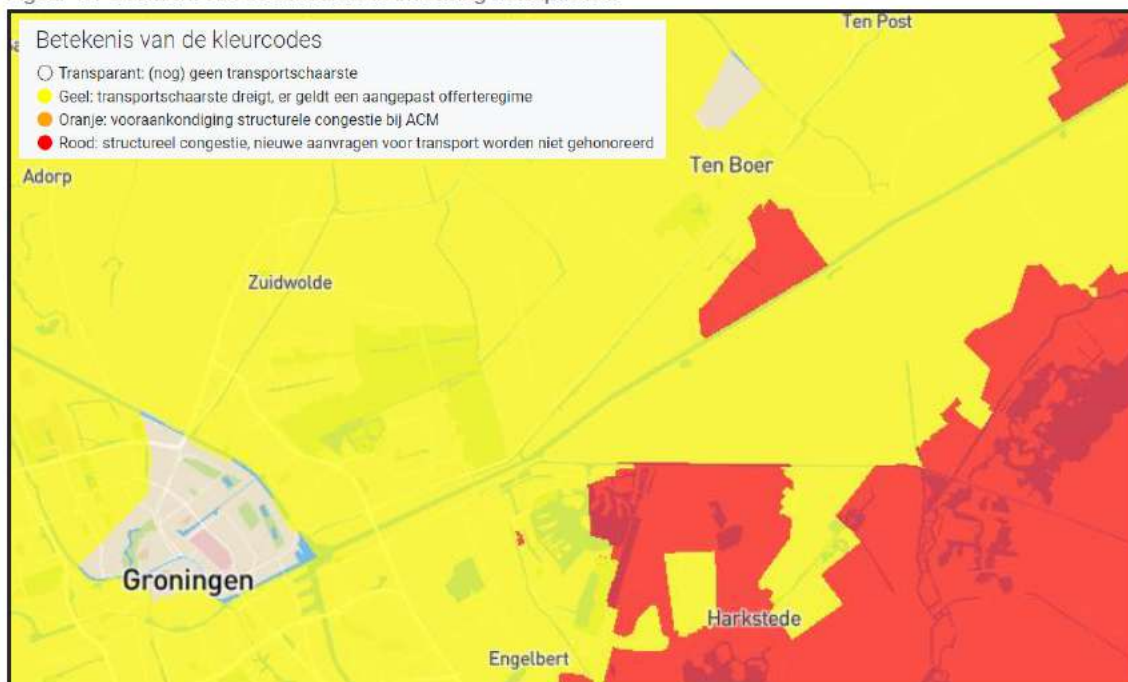 Betekenis van de kleurcodes
Transparant: (nog) geen transportschaarste
Geel: transportschaarste dreigt, er geldt een aangepast offerteregime
Oranje: vooraankondiging structurele congestie bij ACM
Rood: structureel congestie, nieuwe aanvragen voor transport worden niet gehonoreerd
Ten Post
Ten Boer
Adorp
Zuidwolde
Groningen
Harkstede
Engelbert